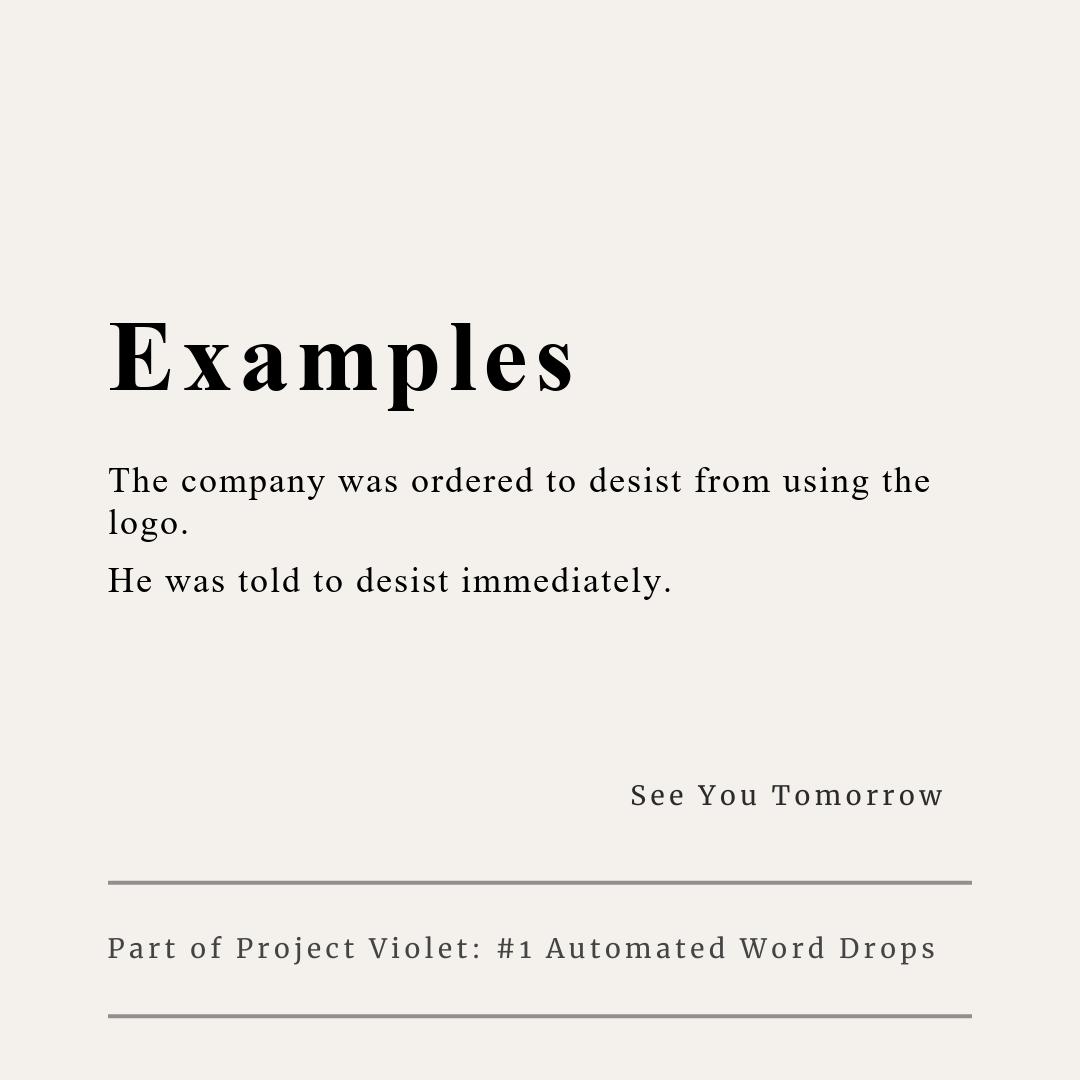 Examples
The company was ordered to desist from using the
logo.
He was told to desist immediately.
See You Tomorrow
Part of Project Violet: #1 Automated Word Drops